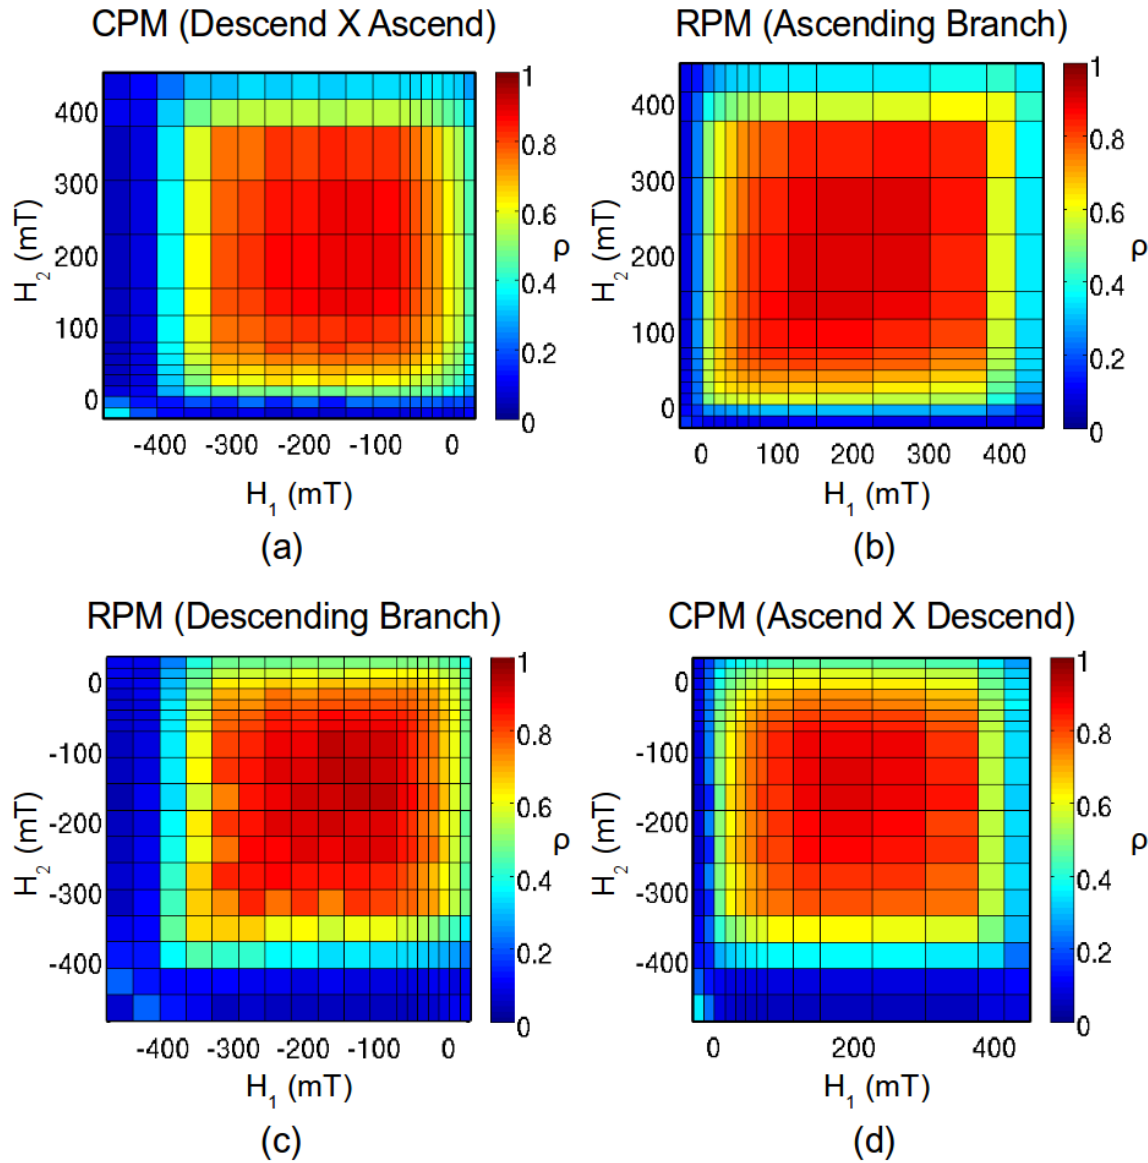 CPM (Descend X Ascend)
400
300
200
100
0
H2 (mT)
-400 -300 -200 -100 0
H1 (mT)
1
0.8
0.6
0.4
0.2
0
ρ
(a)
RPM (Ascending Branch)
400
300
200
100
0
H2 (mT)
0 100 200 300 400
H1 (mT)
1
0.8
0.6
0.4
0.2
0
ρ
(b)
RPM (Descending Branch)
0
-100
-200
-300
-400
H2 (mT)
-400 -300 -200 -100 0
H1 (mT)
1
0.8
0.6
0.4
0.2
0
ρ
(c)
CPM (Ascend X Descend)
0
-100
-200
-300
-400
H2 (mT)
0 200 400
H1 (mT)
1
0.8
0.6
0.4
0.2
0
ρ
(d)